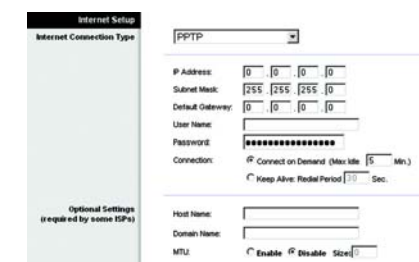 Internet Setup
Internet Connection Type
PPTP
IP Address: 0 . 0 . 0 . 0
Subnet Mask: 255 . 255 . 255 . 0
Default Gateway: 0 . 0 . 0 . 0
User Name:
Password: ●●●●●●●●●●●●●●●●
Connection: Connect on Demand (Max Idle 5 Min.)
Keep Alive: Redial Period 30 Sec.
Optional Settings
(required by some ISPs)
Host Name:
Domain Name:
MTU: Enable Disable Size: 0